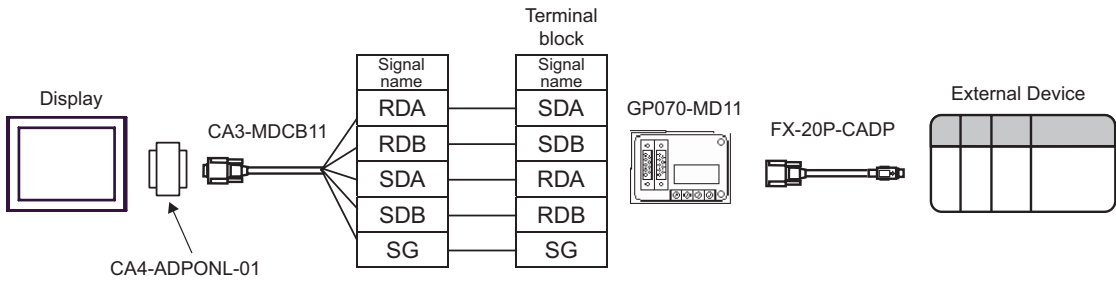 Terminal
block
Signal
name
Signal
name
Display
CA3-MDCB11
RDA
SDA
GP070-MD11
FX-20P-CADP
External Device
RDB
SDB
SDA
RDA
SDB
RDB
SG
SG
CA4-ADPONL-01